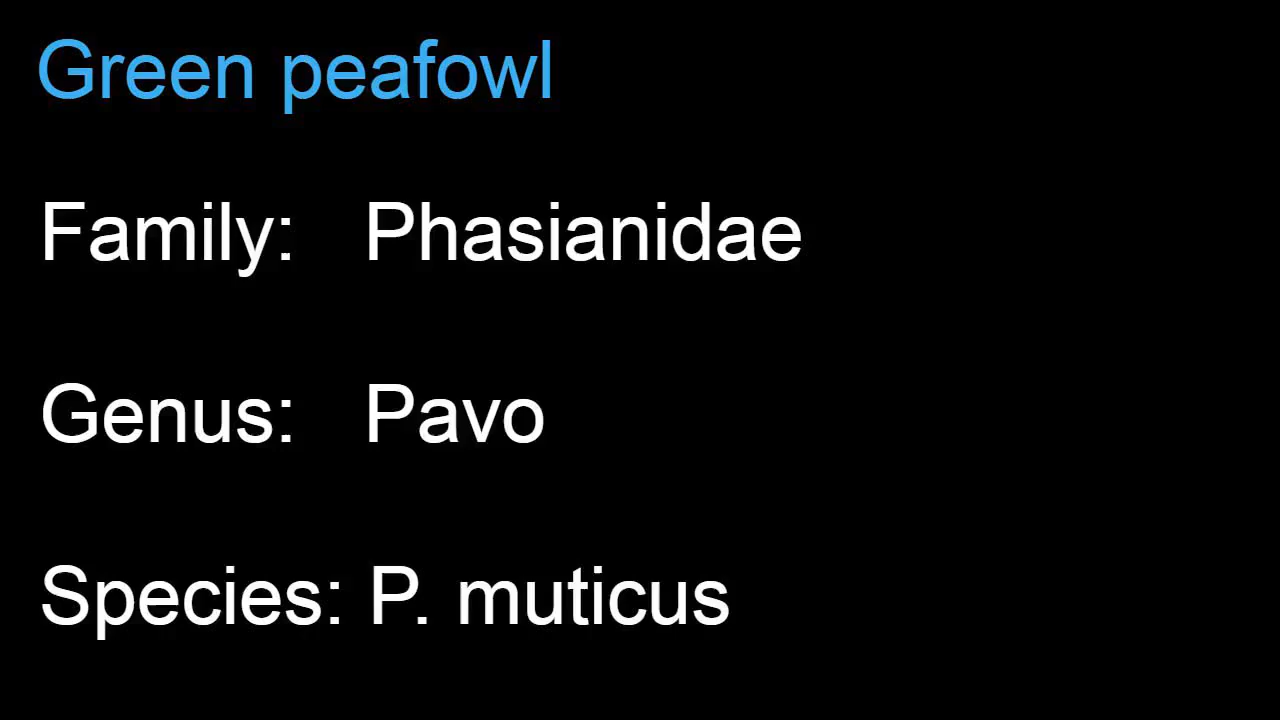 Green peafowl
Family: Phasianidae
Genus: Pavo
Species: P. muticus